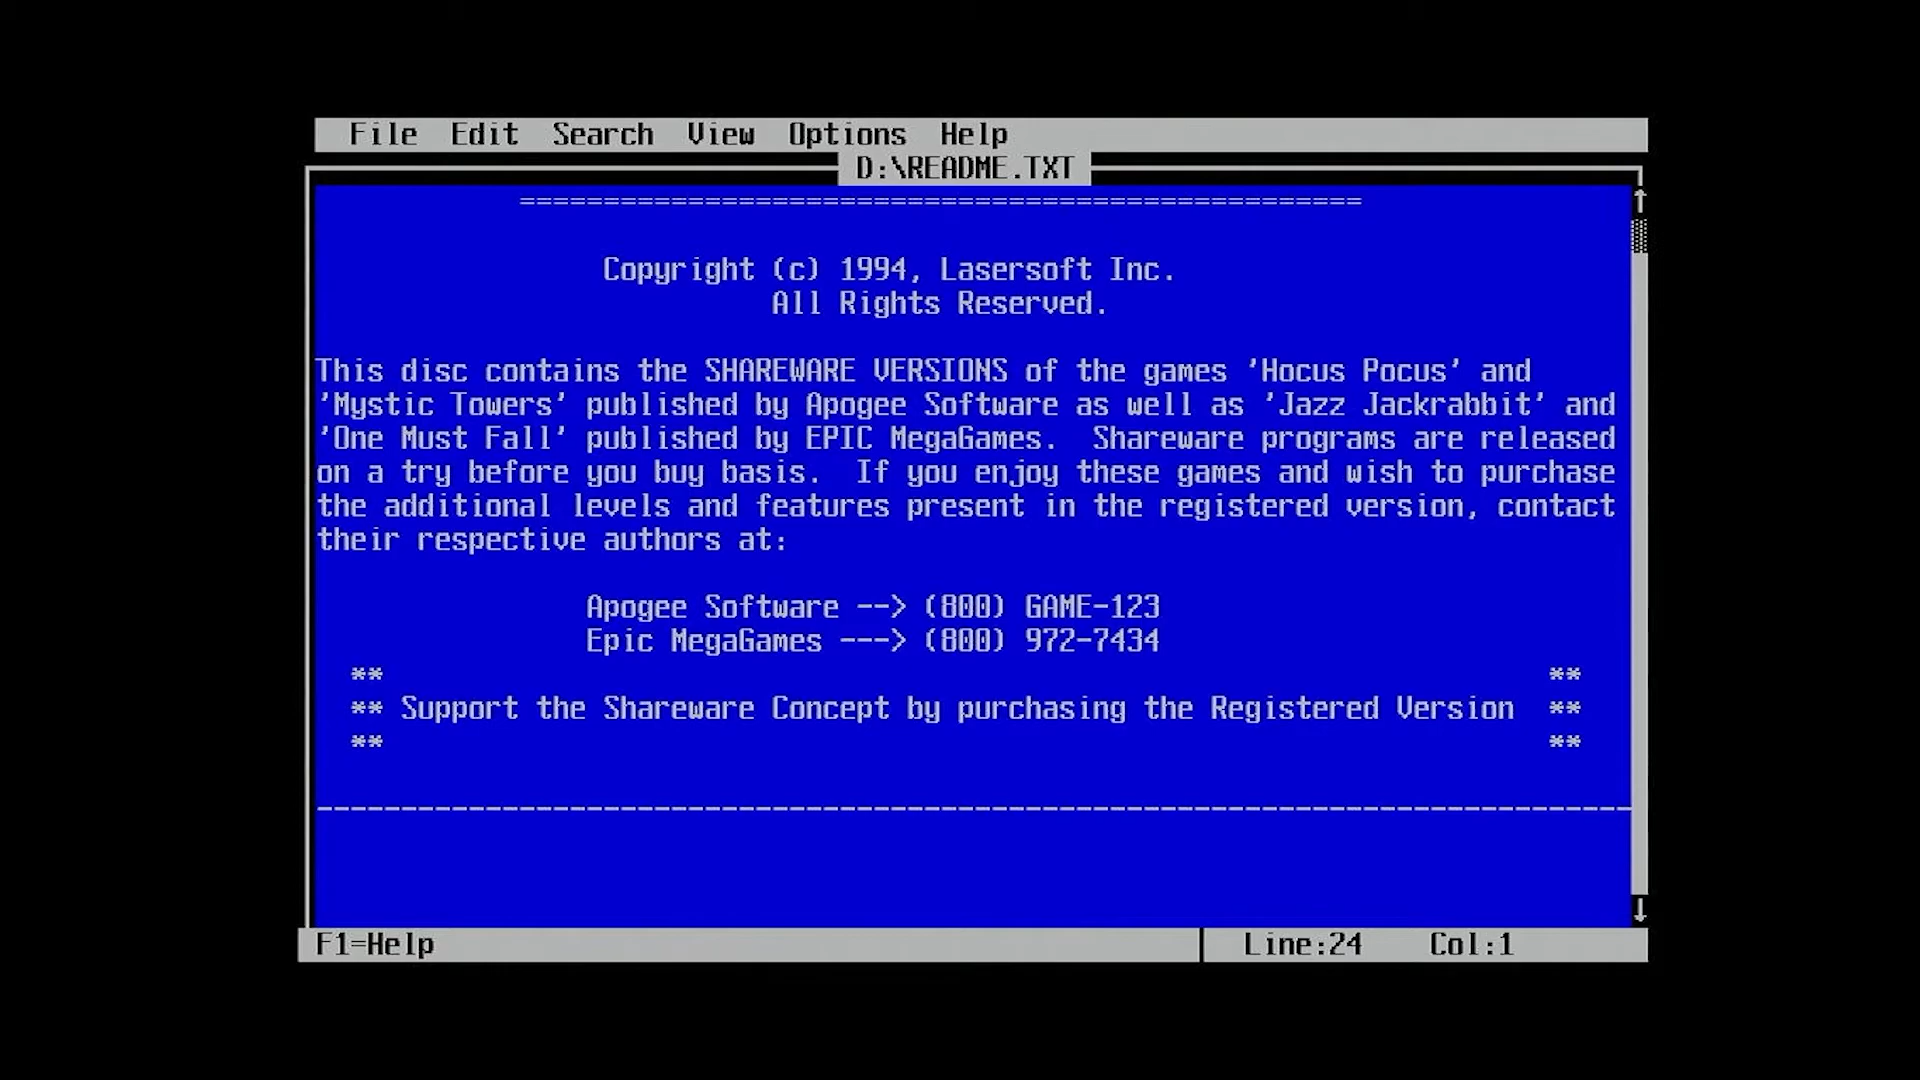 File Edit Search View Options Help
D:\README.TXT
==================================================
Copyright (c) 1994, Lasersoft Inc.
All Rights Reserved.
This disc contains the SHAREWARE VERSIONS of the games 'Hocus Pocus' and
'Mystic Towers' published by Apogee Software as well as 'Jazz Jackrabbit' and
'One Must Fall' published by EPIC MegaGames.  Shareware programs are released
on a try before you buy basis.  If you enjoy these games and wish to purchase
the additional levels and features present in the registered version, contact
their respective authors at:
Apogee Software --> (800) GAME-123
Epic MegaGames ---> (800) 972-7434
** **
** Support the Shareware Concept by purchasing the Registered Version **
** **
------------------------------------------------------------------------------
F1=Help Line:24 Col:1